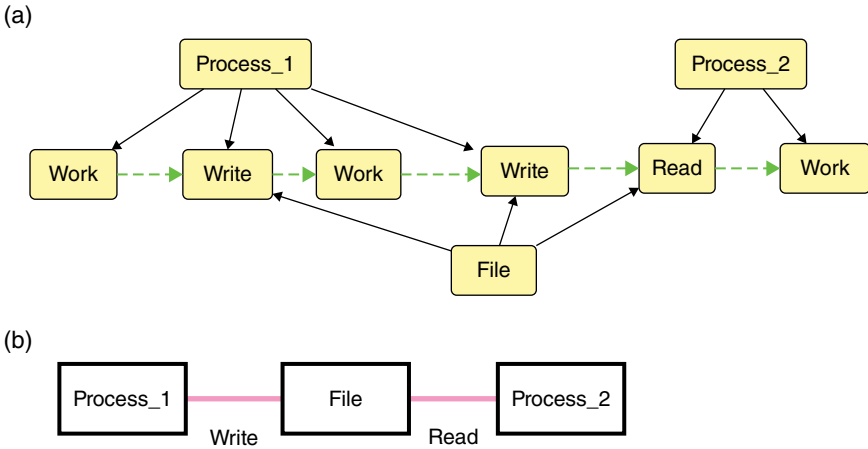 (a)
Process_1 Process_2
Work Write Work Write Read Work
File
(b)
Process_1 File Process_2
Write Read